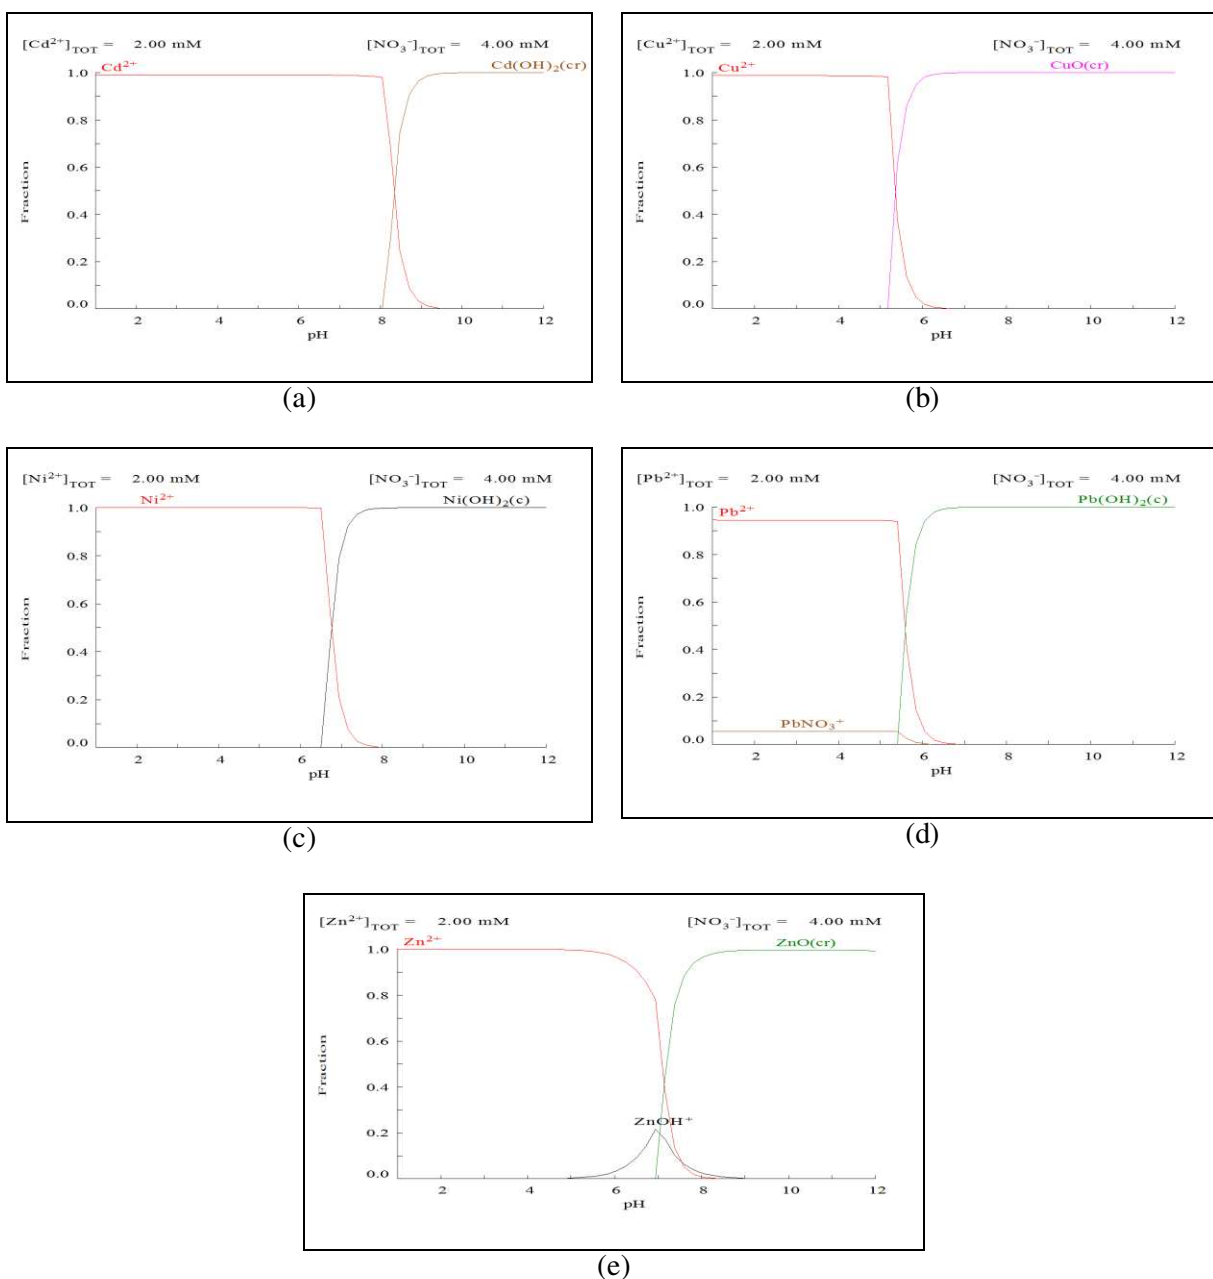 [Cd²⁺]TOT = 2.00 mM [NO₃⁻]TOT = 4.00 mM
Cd²⁺ Cd(OH)₂(cr)
1.0
0.8
0.6
0.4
0.2
0.0
Fraction
2 4 6 8 10 12
pH
(a)
[Cu²⁺]TOT = 2.00 mM [NO₃⁻]TOT = 4.00 mM
Cu²⁺ CuO(cr)
1.0
0.8
0.6
0.4
0.2
0.0
Fraction
2 4 6 8 10 12
pH
(b)
[Ni²⁺]TOT = 2.00 mM [NO₃⁻]TOT = 4.00 mM
Ni²⁺ Ni(OH)₂(c)
1.0
0.8
0.6
0.4
0.2
0.0
Fraction
2 4 6 8 10 12
pH
(c)
[Pb²⁺]TOT = 2.00 mM [NO₃⁻]TOT = 4.00 mM
Pb²⁺ Pb(OH)₂(c)
1.0
0.8
0.6
0.4
0.2
0.0
PbNO₃⁺
Fraction
2 4 6 8 10 12
pH
(d)
[Zn²⁺]TOT = 2.00 mM [NO₃⁻]TOT = 4.00 mM
Zn²⁺ ZnO(cr)
1.0
0.8
0.6
0.4
0.2
0.0
ZnOH⁺
Fraction
2 4 6 8 10 12
pH
(e)